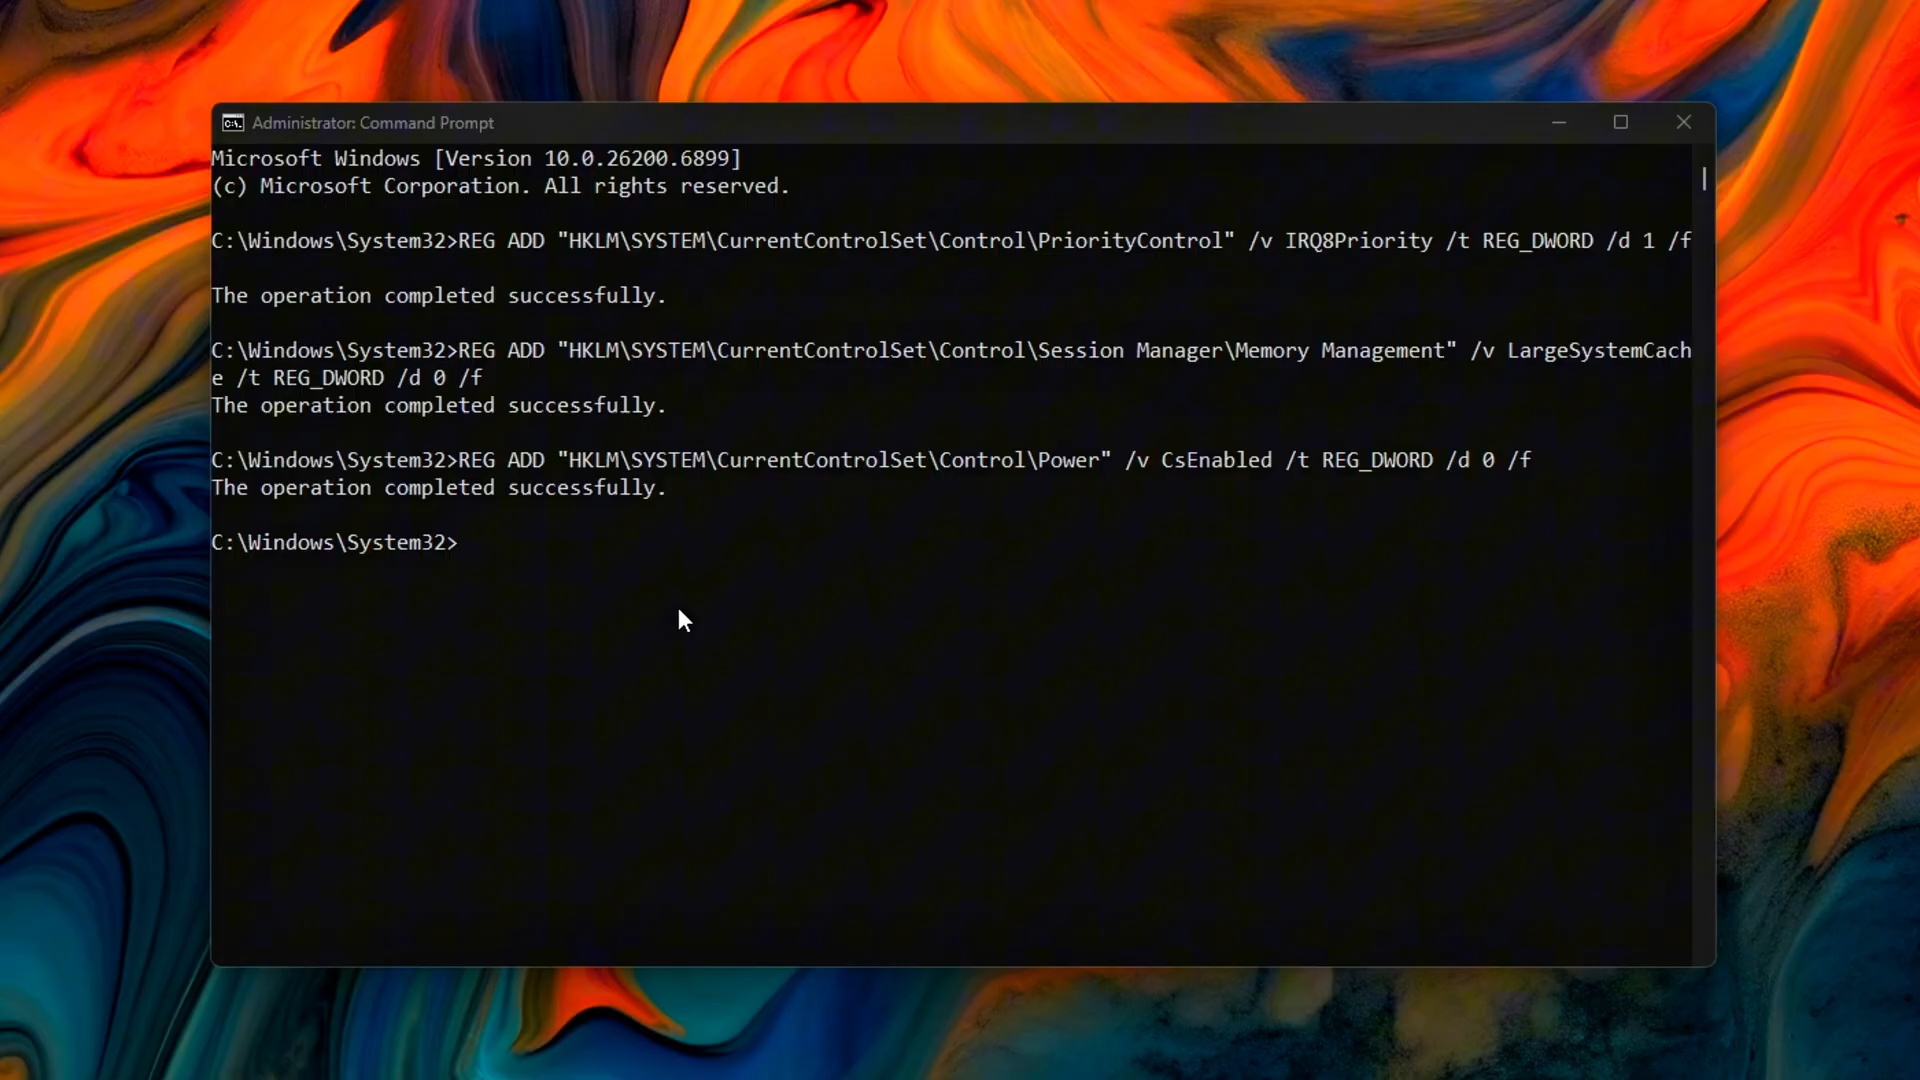 Administrator: Command Prompt
Microsoft Windows [Version 10.0.26200.6899]
(c) Microsoft Corporation. All rights reserved.
C:\Windows\System32>REG ADD "HKLM\SYSTEM\CurrentControlSet\Control\PriorityControl" /v IRQ8Priority /t REG_DWORD /d 1 /f
The operation completed successfully.
C:\Windows\System32>REG ADD "HKLM\SYSTEM\CurrentControlSet\Control\Session Manager\Memory Management" /v LargeSystemCach
e /t REG_DWORD /d 0 /f
The operation completed successfully.
C:\Windows\System32>REG ADD "HKLM\SYSTEM\CurrentControlSet\Control\Power" /v CsEnabled /t REG_DWORD /d 0 /f
The operation completed successfully.
C:\Windows\System32>